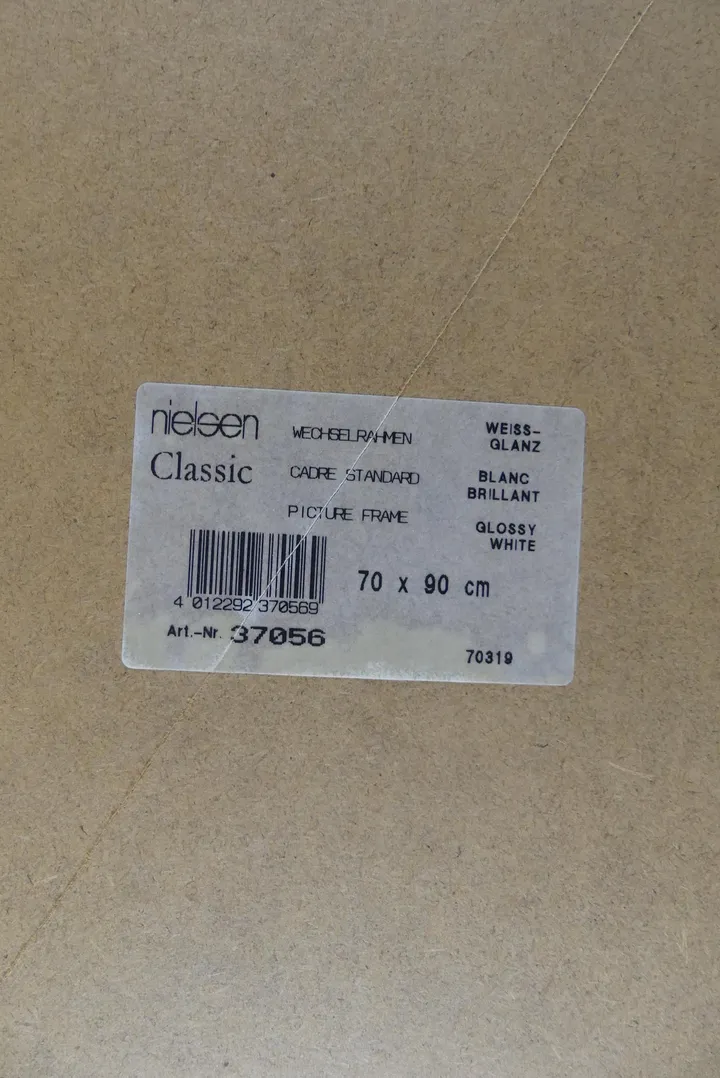 nielsen
Classic
WECHSELRAHMEN
CADRE STANDARD
PICTURE FRAME
WEISS-
GLANZ
BLANC
BRILLANT
GLOSSY
WHITE
4 012292 370569
70 x 90 cm
Art.-Nr. 37056
70319